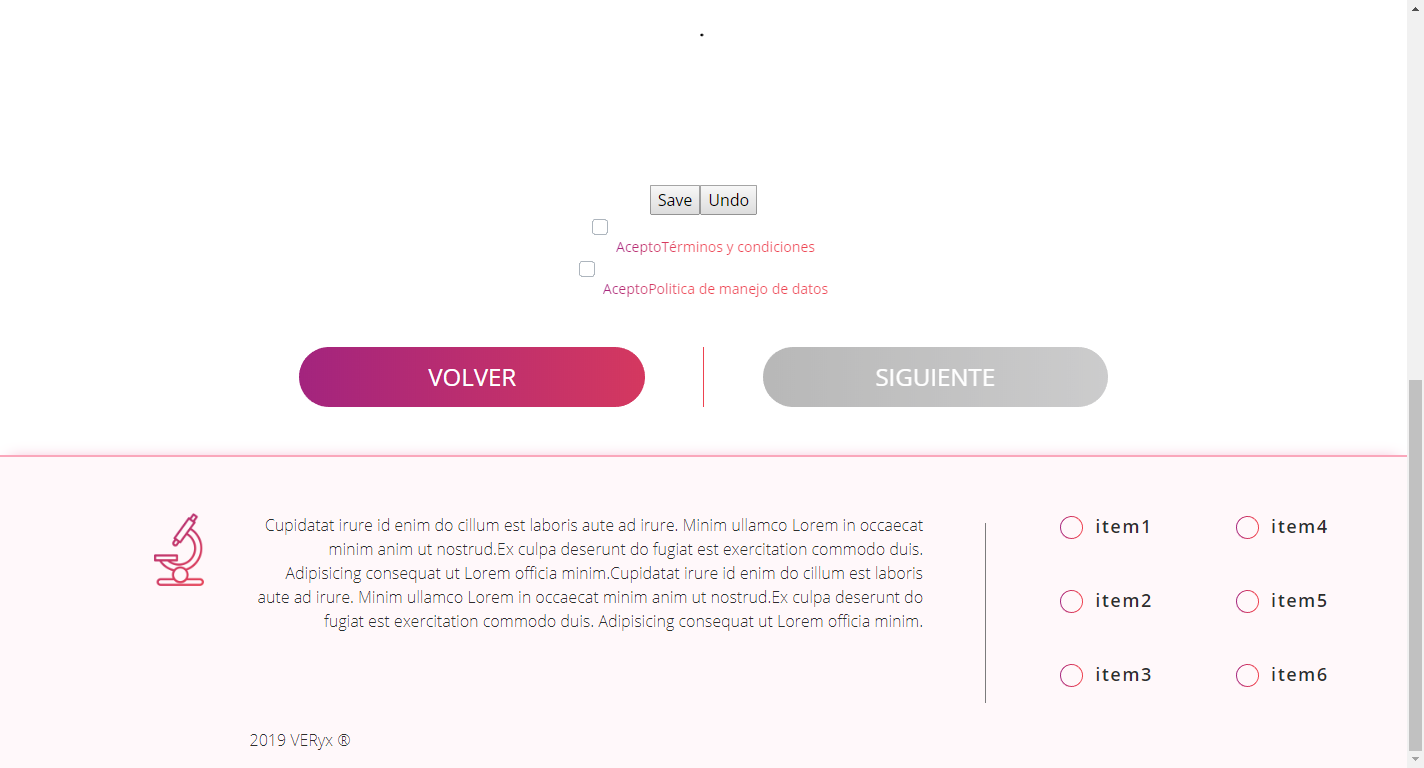 .
Save Undo
AceptoTérminos y condiciones
AceptoPolitica de manejo de datos
VOLVER
SIGUIENTE
Cupidatat irure id enim do cillum est laboris aute ad irure. Minim ullamco Lorem in occaecat
minim anim ut nostrud.Ex culpa deserunt do fugiat est exercitation commodo duis.
Adipisicing consequat ut Lorem officia minim.Cupidatat irure id enim do cillum est laboris
aute ad irure. Minim ullamco Lorem in occaecat minim anim ut nostrud.Ex culpa deserunt do
fugiat est exercitation commodo duis. Adipisicing consequat ut Lorem officia minim.
item1
item2
item3
item4
item5
item6
2019 VERyx ®